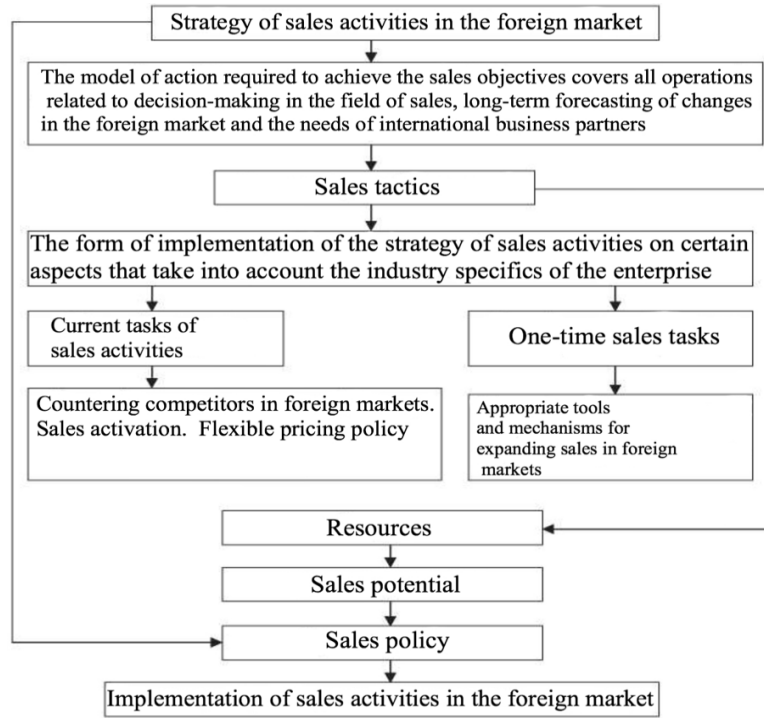 Strategy of sales activities in the foreign market
The model of action required to achieve the sales objectives covers all operations
related to decision-making in the field of sales, long-term forecasting of changes
in the foreign market and the needs of international business partners
Sales tactics
The form of implementation of the strategy of sales activities on certain
aspects that take into account the industry specifics of the enterprise
Current tasks of
sales activities
One-time sales tasks
Countering competitors in foreign markets.
Sales activation. Flexible pricing policy
Appropriate tools
and mechanisms for
expanding sales in foreign
markets
Resources
Sales potential
Sales policy
Implementation of sales activities in the foreign market